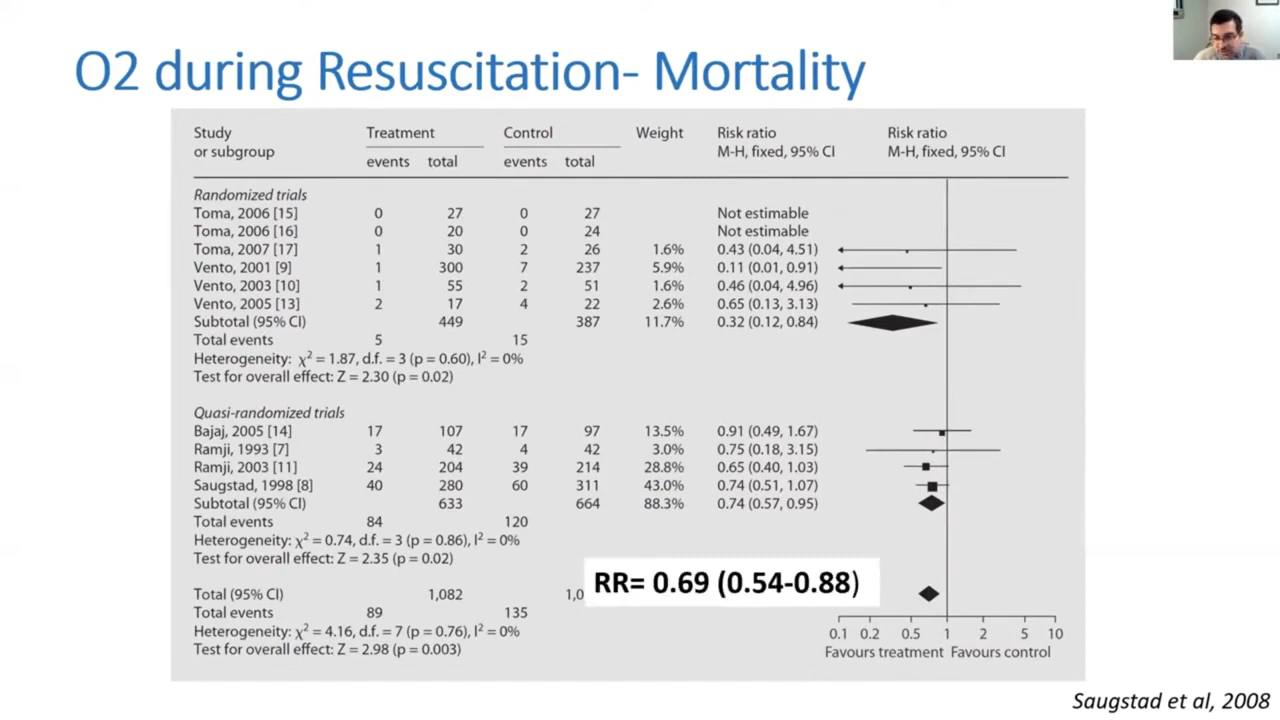 O2 during Resuscitation- Mortality
Study or subgroup Treatment Control Weight Risk ratio M-H, fixed, 95% CI Risk ratio M-H, fixed, 95% CI
events total events total
Randomized trials
Toma, 2006 [15] 0 27 0 27 Not estimable
Toma, 2006 [16] 0 20 0 24 Not estimable
Toma, 2007 [17] 1 30 2 26 1.6% 0.43 (0.04, 4.51)
Vento, 2001 [9] 1 300 7 237 5.9% 0.11 (0.01, 0.91)
Vento, 2003 [10] 1 55 2 51 1.6% 0.46 (0.04, 4.96)
Vento, 2005 [13] 2 17 4 22 2.6% 0.65 (0.13, 3.13)
Subtotal (95% CI) 449 387 11.7% 0.32 (0.12, 0.84)
Total events 5 15
Heterogeneity: χ² = 1.87, d.f. = 3 (p = 0.60), I² = 0%
Test for overall effect: Z = 2.30 (p = 0.02)
Quasi-randomized trials
Bajaj, 2005 [14] 17 107 17 97 13.5% 0.91 (0.49, 1.67)
Ramji, 1993 [7] 3 42 4 42 3.0% 0.75 (0.18, 3.15)
Ramji, 2003 [11] 24 204 39 214 28.8% 0.65 (0.40, 1.03)
Saugstad, 1998 [8] 40 280 60 311 43.0% 0.74 (0.51, 1.07)
Subtotal (95% CI) 633 664 88.3% 0.74 (0.57, 0.95)
Total events 84 120
Heterogeneity: χ² = 0.74, d.f. = 3 (p = 0.86), I² = 0%
Test for overall effect: Z = 2.35 (p = 0.02)
RR= 0.69 (0.54-0.88)
Total (95% CI) 1,082 1,0
Total events 89 135
Heterogeneity: χ² = 4.16, d.f. = 7 (p = 0.76), I² = 0%
Test for overall effect: Z = 2.98 (p = 0.003)
0.1 0.2 0.5 1 2 5 10
Favours treatment Favours control
Saugstad et al, 2008